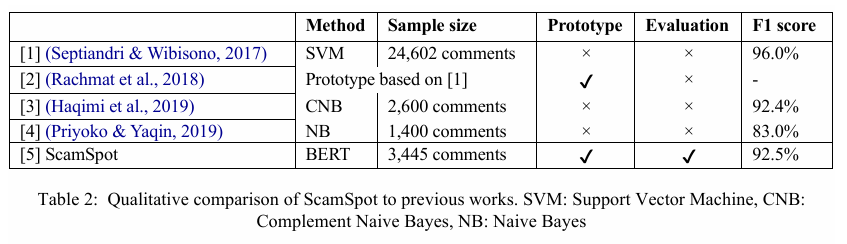 Method Sample size Prototype Evaluation F1 score
[1] (Septiandri & Wibisono, 2017) SVM 24,602 comments × × 96.0%
[2] (Rachmat et al., 2018) Prototype based on [1] ✓ × -
[3] (Haqimi et al., 2019) CNB 2,600 comments × × 92.4%
[4] (Priyoko & Yaqin, 2019) NB 1,400 comments × × 83.0%
[5] ScamSpot BERT 3,445 comments ✓ ✓ 92.5%
Table 2: Qualitative comparison of ScamSpot to previous works. SVM: Support Vector Machine, CNB:
Complement Naive Bayes, NB: Naive Bayes